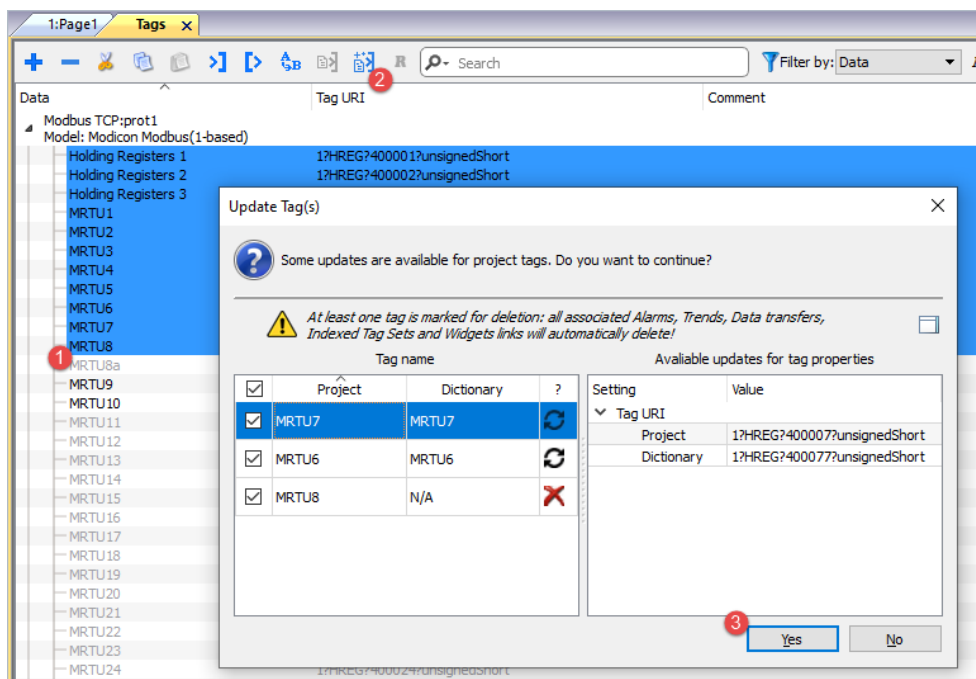 1:Page1
Tags
Search
Filter by: Data
2
Data Tag URI Comment
Modbus TCP:prot1
Model: Modicon Modbus(1-based)
Holding Registers 1 1?HREG?400001?unsignedShort
Holding Registers 2 1?HREG?400002?unsignedShort
Holding Registers 3
MRTU1
MRTU2
MRTU3
MRTU4
MRTU5
MRTU6
MRTU7
MRTU8
1
MRTU8a
MRTU9
MRTU10
MRTU11
MRTU12
MRTU13
MRTU14
MRTU15
MRTU16
MRTU17
MRTU18
MRTU19
MRTU20
MRTU21
MRTU22
MRTU23
MRTU24 1?HREG?400024?unsignedShort
Update Tag(s)
Some updates are available for project tags. Do you want to continue?
At least one tag is marked for deletion: all associated Alarms, Trends, Data transfers,
Indexed Tag Sets and Widgets links will automatically delete!
Tag name
Project Dictionary ?
MRTU7 MRTU7
MRTU6 MRTU6
MRTU8 N/A
Avaliable updates for tag properties
Setting Value
Tag URI
Project 1?HREG?400007?unsignedShort
Dictionary 1?HREG?400077?unsignedShort
3
Yes
No